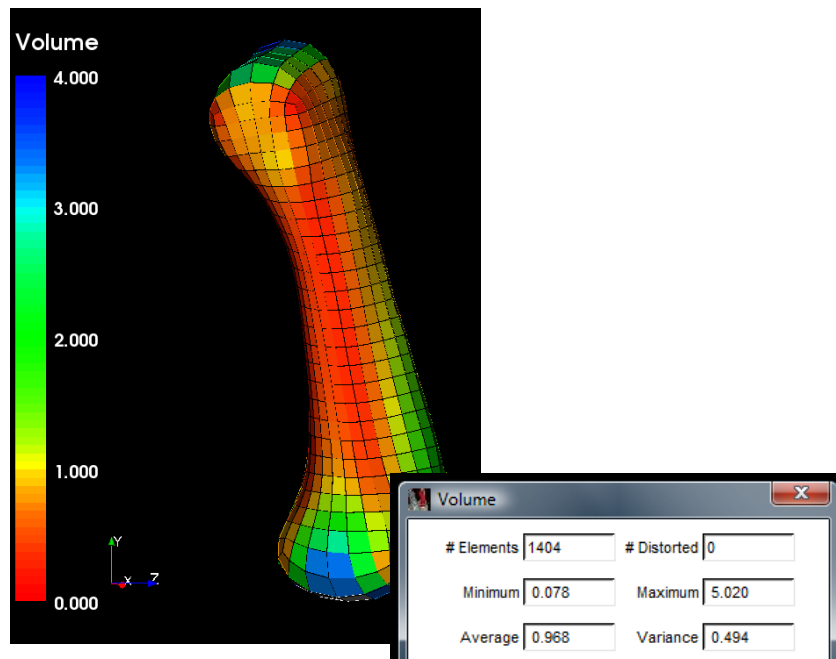 Volume
4.000
3.000
2.000
1.000
0.000
Y
X Z
Volume
# Elements 1404 # Distorted 0
Minimum 0.078 Maximum 5.020
Average 0.968 Variance 0.494